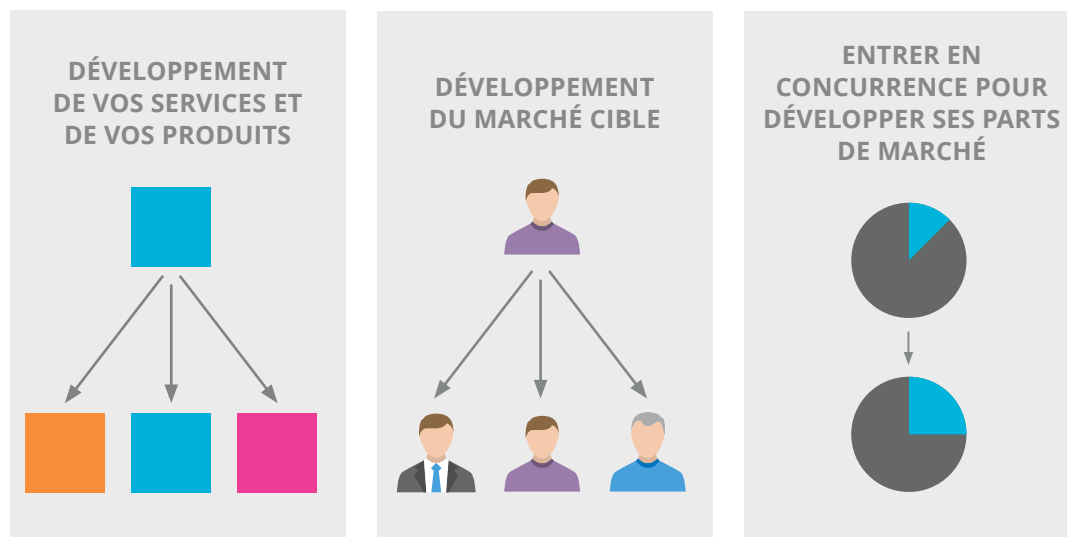 DÉVELOPPEMENT
DE VOS SERVICES ET
DE VOS PRODUITS
DÉVELOPPEMENT
DU MARCHÉ CIBLE
ENTRER EN
CONCURRENCE POUR
DÉVELOPPER SES PARTS
DE MARCHÉ